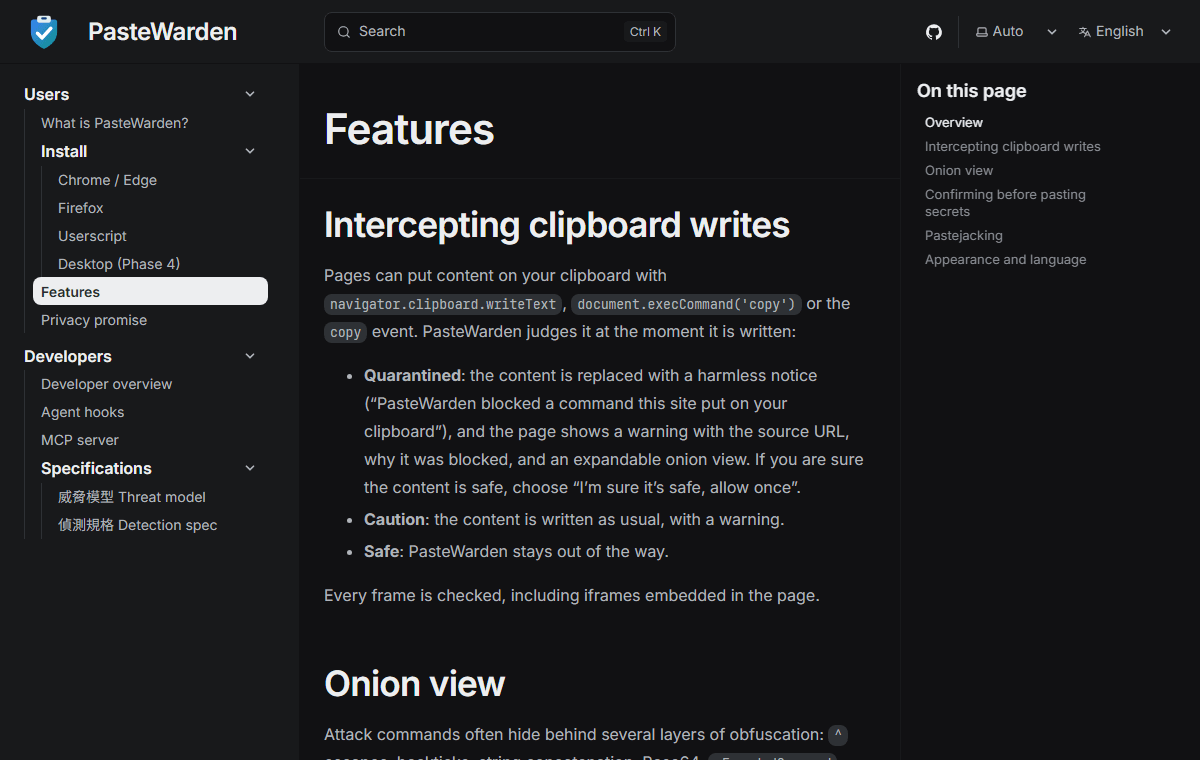 PasteWarden
Search
Ctrl K
Auto
English
Users
What is PasteWarden?
Install
Chrome / Edge
Firefox
Userscript
Desktop (Phase 4)
Features
Privacy promise
Developers
Developer overview
Agent hooks
MCP server
Specifications
威脅模型 Threat model
偵測規格 Detection spec
Features
Intercepting clipboard writes
Pages can put content on your clipboard with
navigator.clipboard.writeText, document.execCommand('copy') or the
copy event. PasteWarden judges it at the moment it is written:
• Quarantined: the content is replaced with a harmless notice
(“PasteWarden blocked a command this site put on your
clipboard”), and the page shows a warning with the source URL,
why it was blocked, and an expandable onion view. If you are sure
the content is safe, choose “I’m sure it’s safe, allow once”.
• Caution: the content is written as usual, with a warning.
• Safe: PasteWarden stays out of the way.
Every frame is checked, including iframes embedded in the page.
Onion view
Attack commands often hide behind several layers of obfuscation: ^
On this page
Overview
Intercepting clipboard writes
Onion view
Confirming before pasting
secrets
Pastejacking
Appearance and language